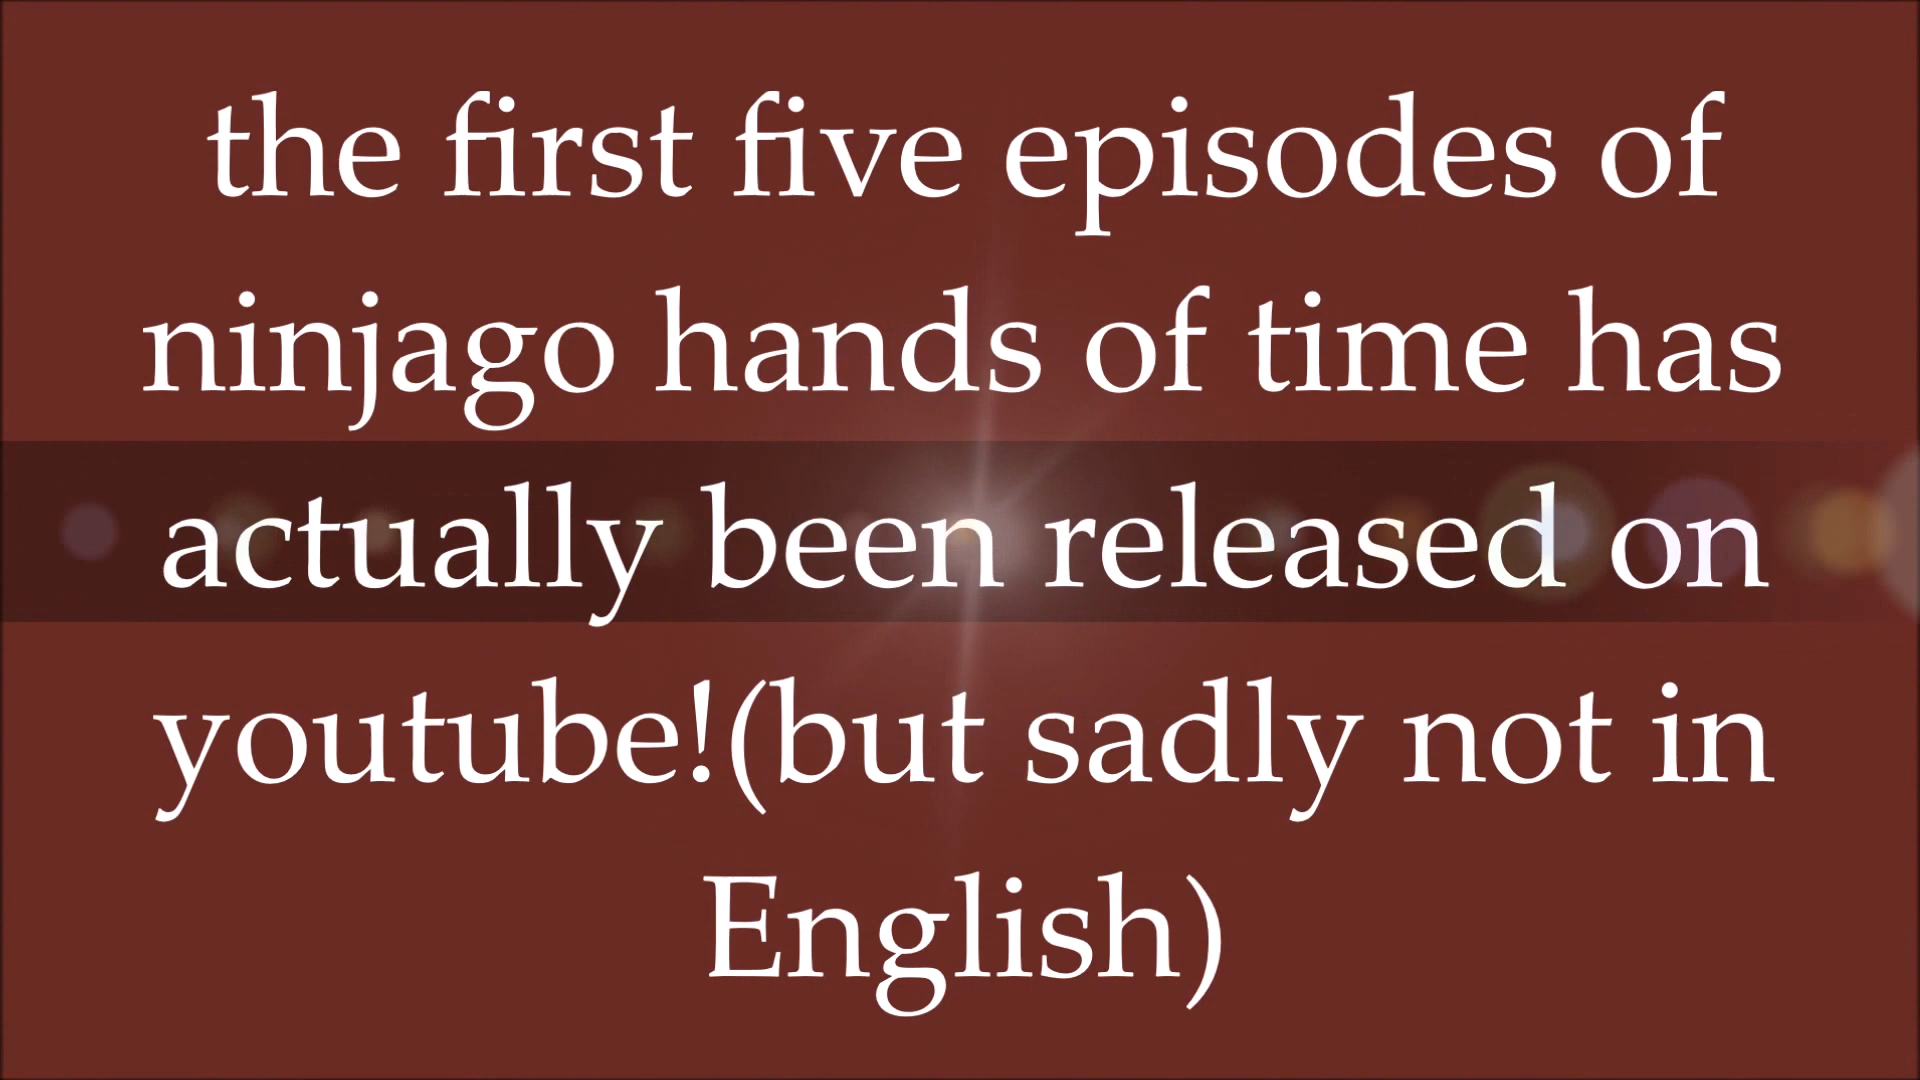 the first five episodes of
ninjago hands of time has
actually been released on
youtube!(but sadly not in
English)